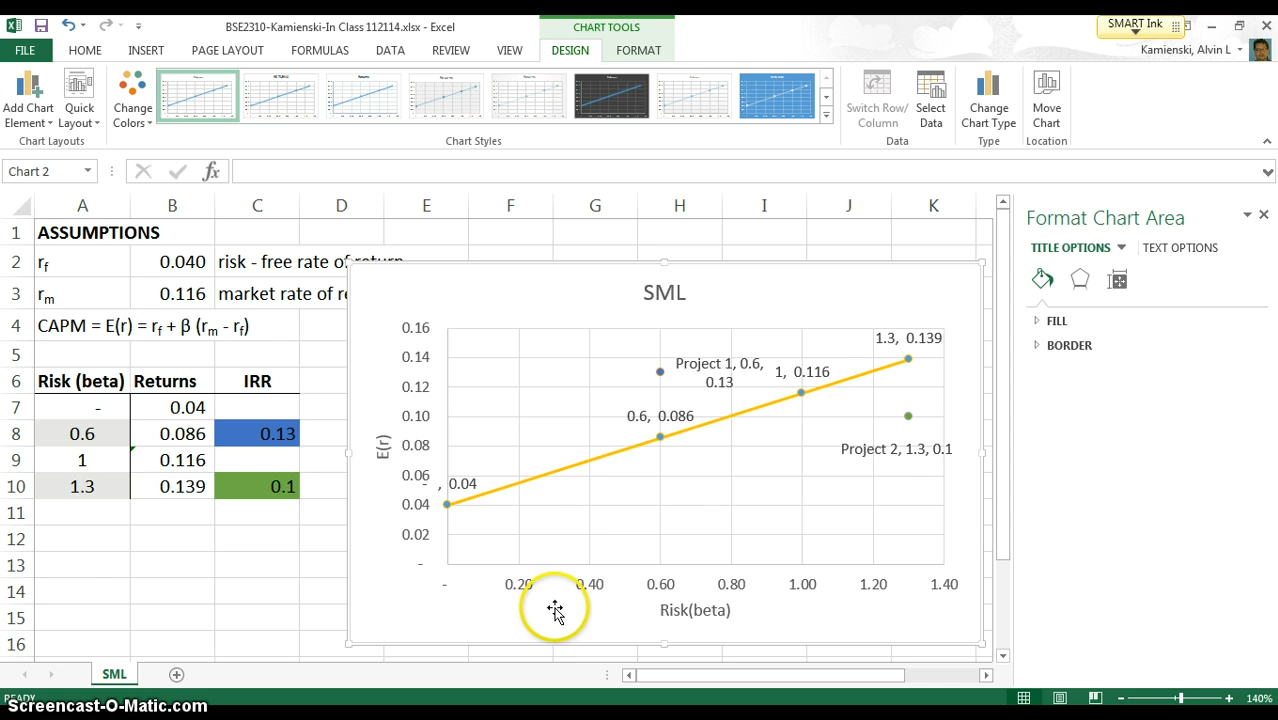 BSE2310-Kamienski-In Class 112114.xlsx - Excel
CHART TOOLS
SMART Ink
FILE
HOME
INSERT
PAGE LAYOUT
FORMULAS
DATA
REVIEW
VIEW
DESIGN
FORMAT
Kamienski, Alvin L
Add Chart
Element
Quick
Layout
Change
Colors
Switch Row/
Column
Select
Data
Change
Chart Type
Move
Chart
Chart Layouts
Chart Styles
Data
Type
Location
Chart 2
fx
A B C D E F G H I J K
1 ASSUMPTIONS
2 rf 0.040 risk - free rate of return
3 rm 0.116 market rate of re
4 CAPM = E(r) = rf + β (rm - rf)
5
6 Risk (beta) Returns IRR
7 - 0.04
8 0.6 0.086 0.13
9 1 0.116
10 1.3 0.139 0.1
11
12
13
14
15
16
SML
0.16
0.14
0.12
0.10
0.08
0.06
0.04
0.02
-
E(r)
1.3, 0.139
Project 1, 0.6,
0.13
1, 0.116
0.6, 0.086
Project 2, 1.3, 0.1
- , 0.04
- 0.20 0.40 0.60 0.80 1.00 1.20 1.40
Risk(beta)
Format Chart Area
TITLE OPTIONS
TEXT OPTIONS
FILL
BORDER
SML
READY
140%
Screencast-O-Matic.com